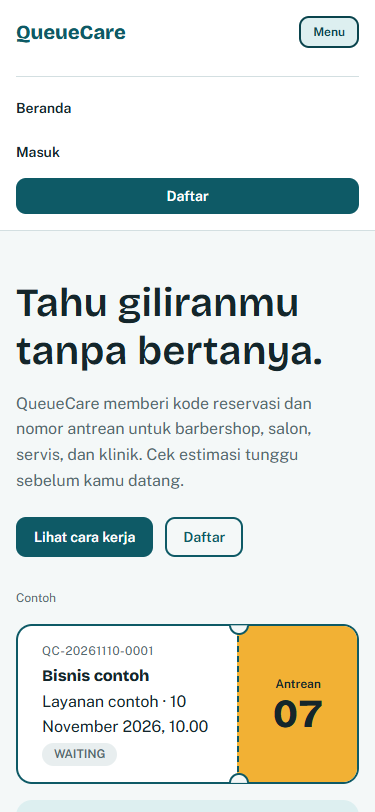 QueueCare
Menu
Beranda
Masuk
Daftar
Tahu giliranmu
tanpa bertanya.
QueueCare memberi kode reservasi dan
nomor antrean untuk barbershop, salon,
servis, dan klinik. Cek estimasi tunggu
sebelum kamu datang.
Lihat cara kerja
Daftar
Contoh
QC-20261110-0001
Bisnis contoh
Layanan contoh · 10
November 2026, 10.00
WAITING
Antrean
07